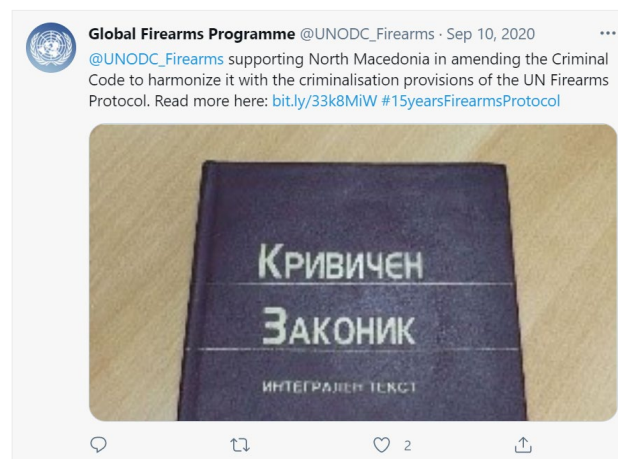 Global Firearms Programme @UNODC_Firearms · Sep 10, 2020
@UNODC_Firearms supporting North Macedonia in amending the Criminal
Code to harmonize it with the criminalisation provisions of the UN Firearms
Protocol. Read more here: bit.ly/33k8MiW #15yearsFirearmsProtocol
КРИВИЧЕН
ЗАКОНИК
ИНТЕГРАЛЕН ТЕКСТ
2